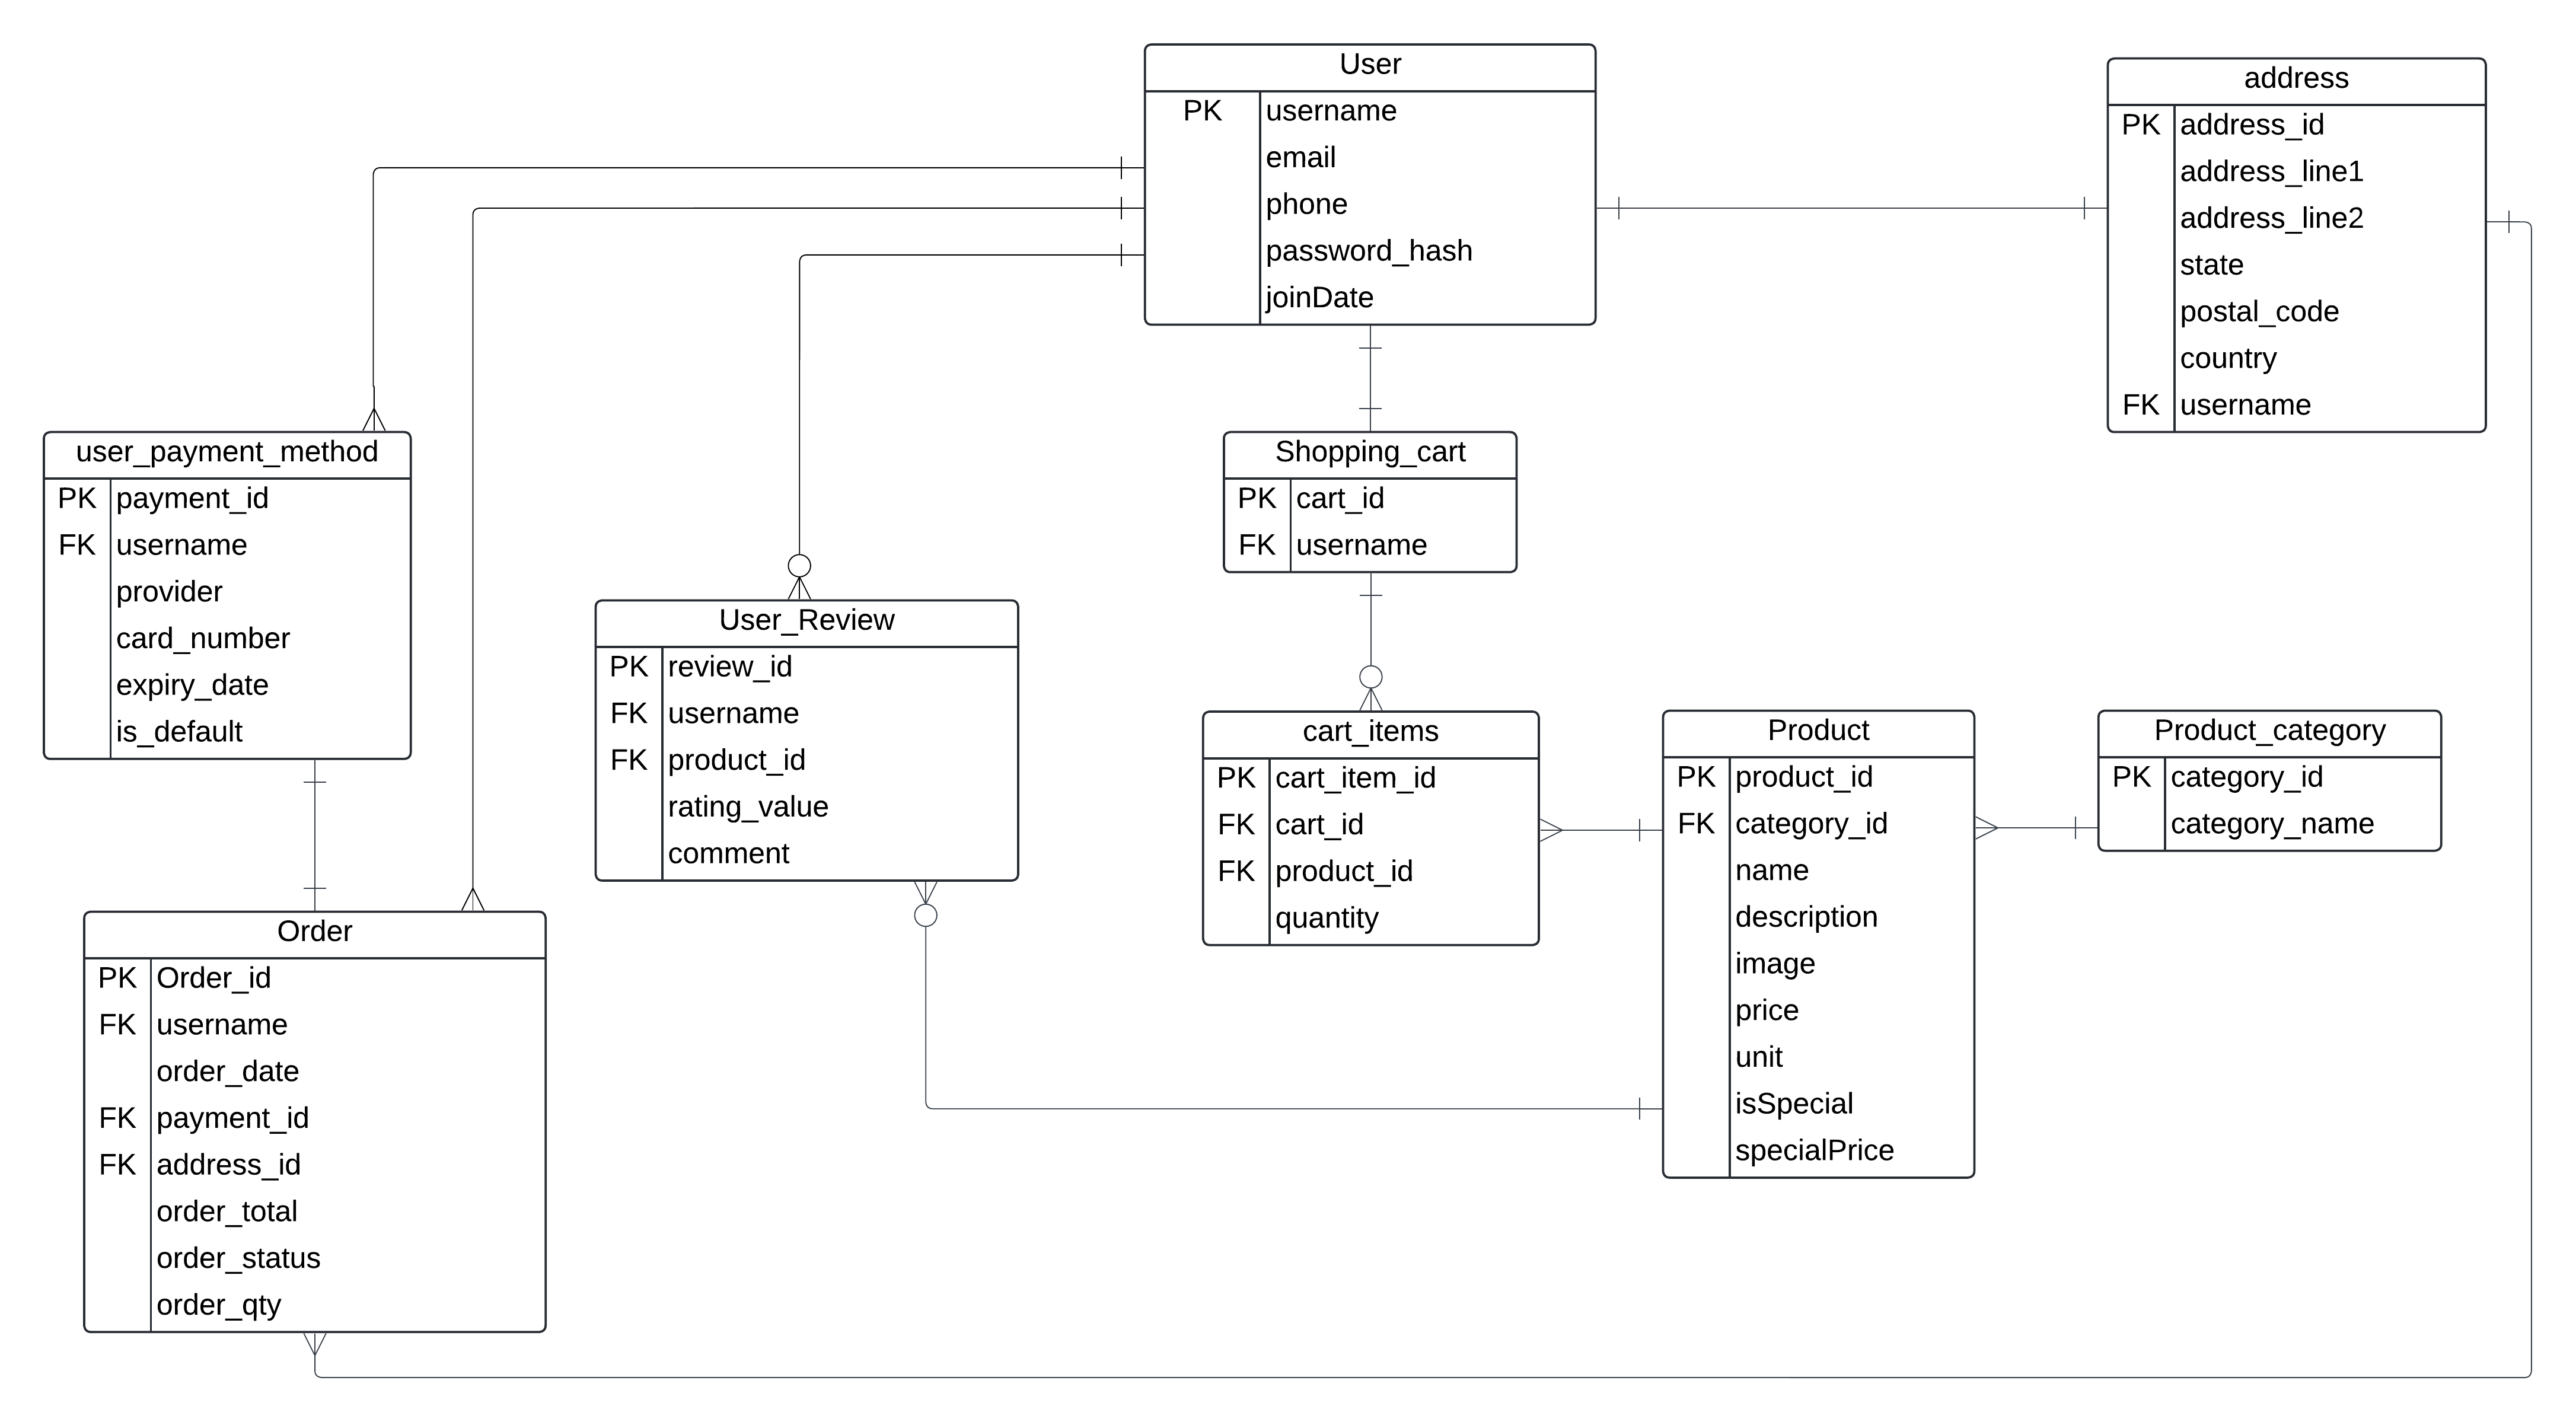 User
PK username
email
phone
password_hash
joinDate
address
PK address_id
address_line1
address_line2
state
postal_code
country
FK username
user_payment_method
PK payment_id
FK username
provider
card_number
expiry_date
is_default
Shopping_cart
PK cart_id
FK username
User_Review
PK review_id
FK username
FK product_id
rating_value
comment
cart_items
PK cart_item_id
FK cart_id
FK product_id
quantity
Product
PK product_id
FK category_id
name
description
image
price
unit
isSpecial
specialPrice
Product_category
PK category_id
category_name
Order
PK Order_id
FK username
order_date
FK payment_id
FK address_id
order_total
order_status
order_qty